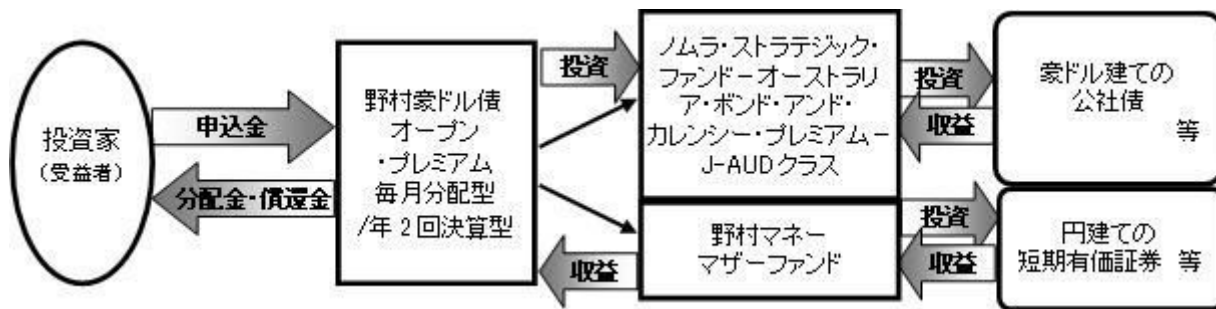 投資家
(受益者)
申込金
分配金・償還金
野村豪ドル債
オープン
・プレミアム
毎月分配型
/年2回決算型
投資
収益
ノムラ・ストラテジック・
ファンド－オーストラリ
ア・ボンド・アンド・
カレンシー・プレミアム－
J-AUDクラス
野村マネー
マザーファンド
投資
収益
投資
収益
豪ドル建ての
公社債
等
円建ての
短期有価証券 等